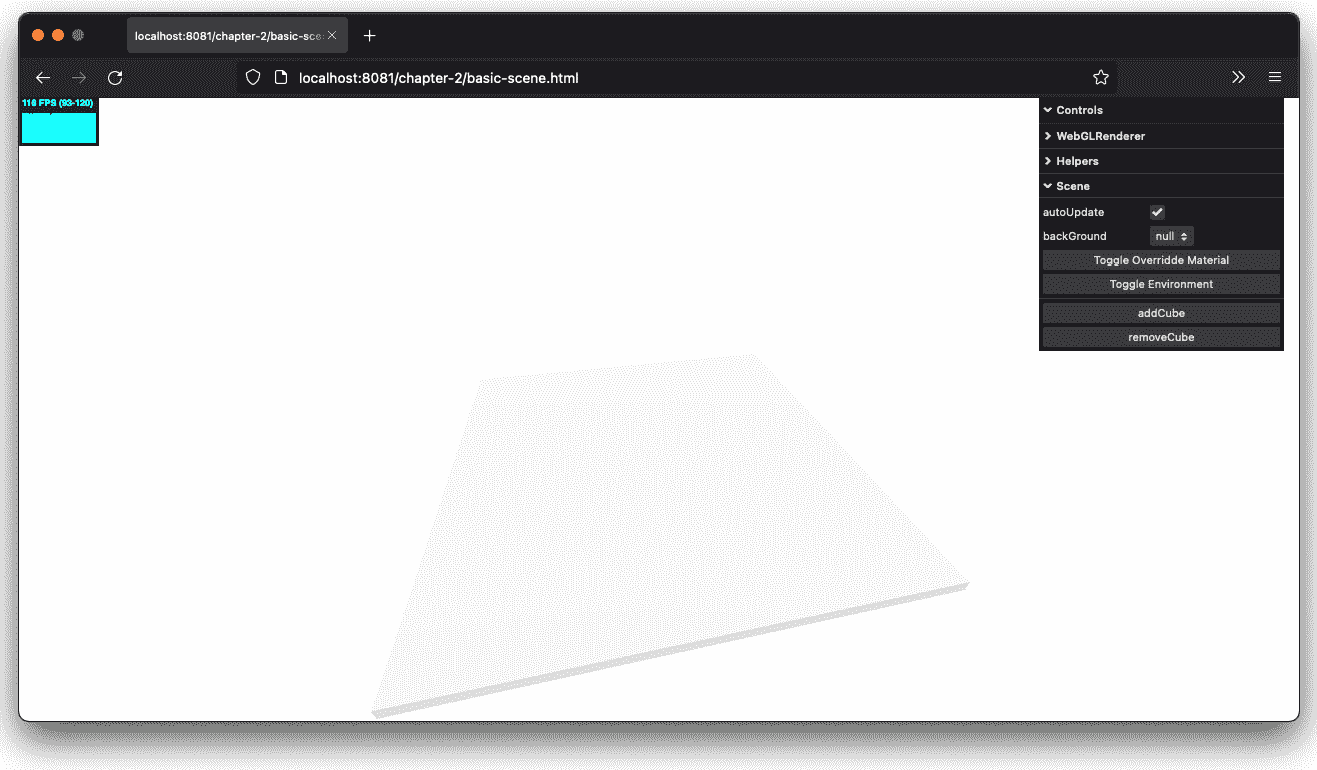 localhost:8081/chapter-2/basic-sce
localhost:8081/chapter-2/basic-scene.html
116 FPS (93-120)
Controls
WebGLRenderer
Helpers
Scene
autoUpdate
backGround null
Toggle Overridde Material
Toggle Environment
addCube
removeCube